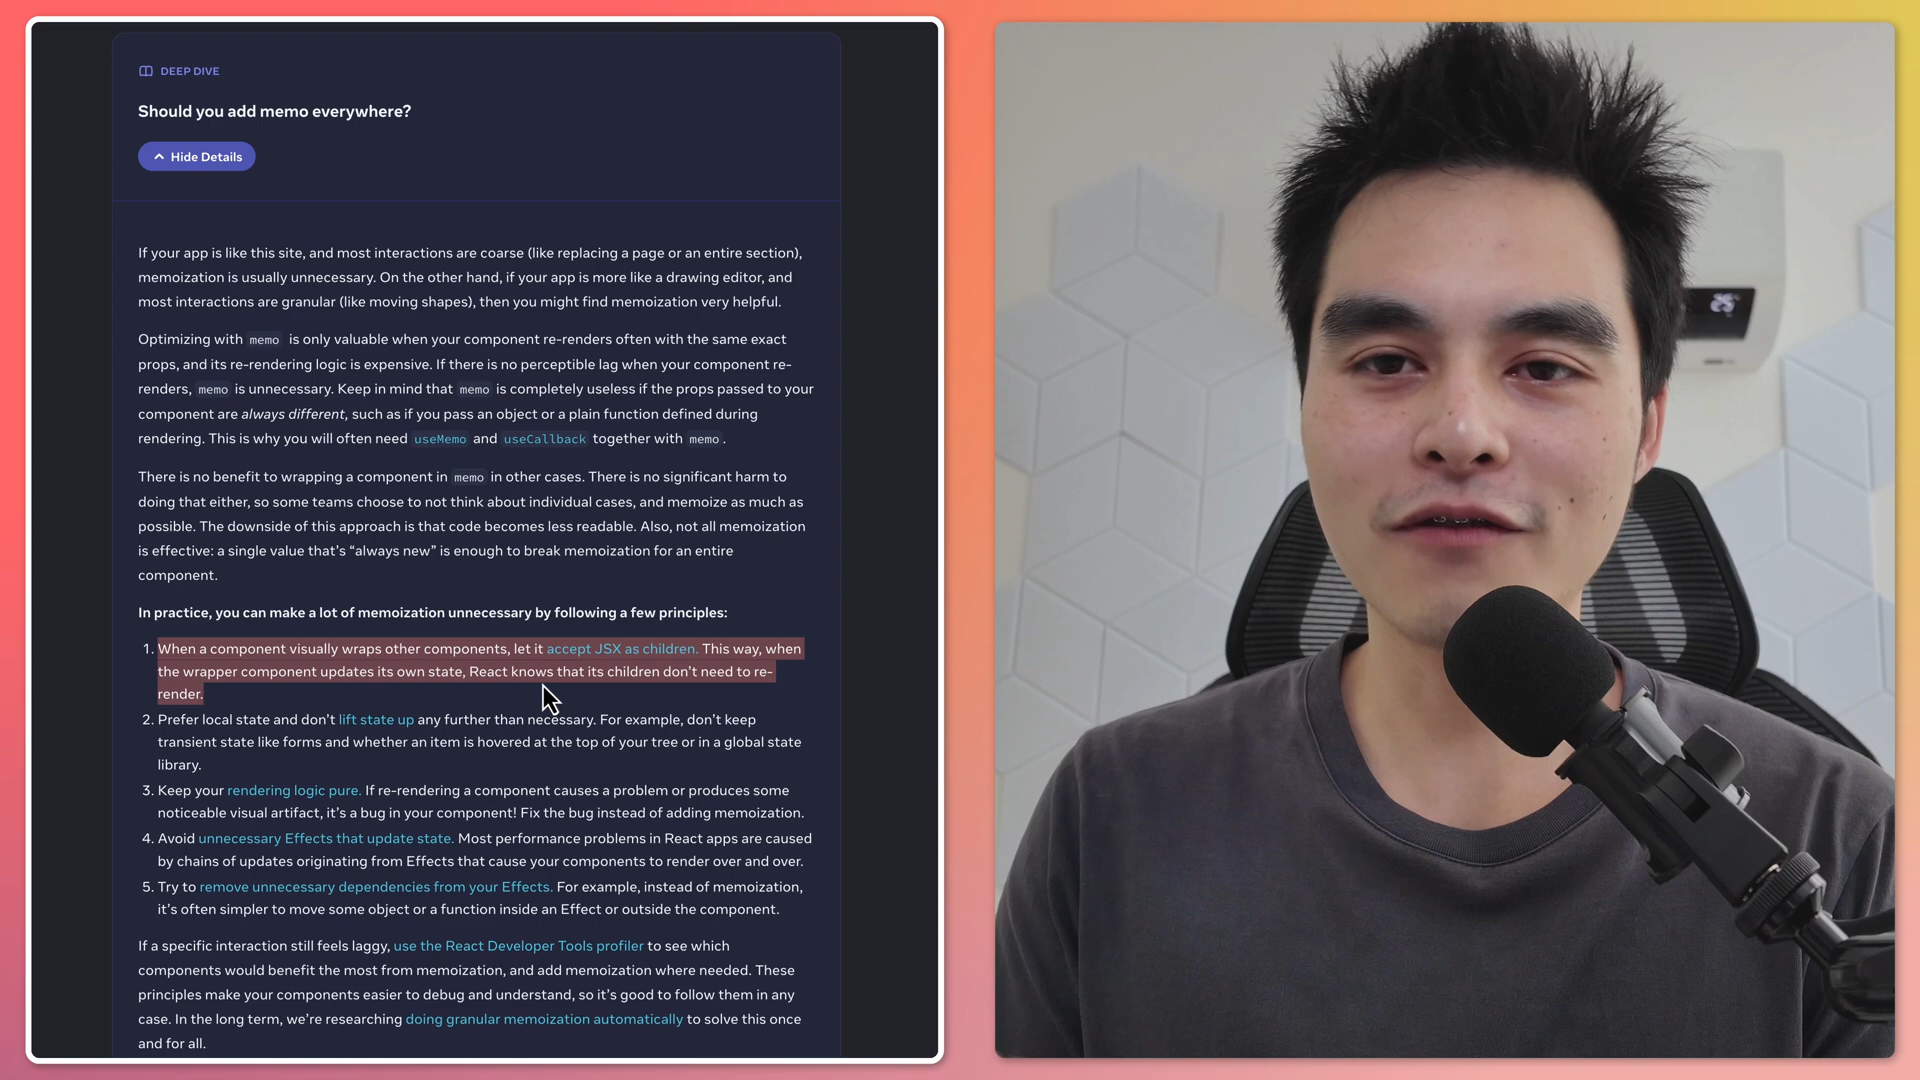 DEEP DIVE
Should you add memo everywhere?
Hide Details
If your app is like this site, and most interactions are coarse (like replacing a page or an entire section),
memoization is usually unnecessary. On the other hand, if your app is more like a drawing editor, and
most interactions are granular (like moving shapes), then you might find memoization very helpful.
Optimizing with memo is only valuable when your component re-renders often with the same exact
props, and its re-rendering logic is expensive. If there is no perceptible lag when your component re-
renders, memo is unnecessary. Keep in mind that memo is completely useless if the props passed to your
component are always different, such as if you pass an object or a plain function defined during
rendering. This is why you will often need useMemo and useCallback together with memo.
There is no benefit to wrapping a component in memo in other cases. There is no significant harm to
doing that either, so some teams choose to not think about individual cases, and memoize as much as
possible. The downside of this approach is that code becomes less readable. Also, not all memoization
is effective: a single value that’s “always new” is enough to break memoization for an entire
component.
In practice, you can make a lot of memoization unnecessary by following a few principles:
1. When a component visually wraps other components, let it accept JSX as children. This way, when
the wrapper component updates its own state, React knows that its children don’t need to re-
render.
2. Prefer local state and don’t lift state up any further than necessary. For example, don’t keep
transient state like forms and whether an item is hovered at the top of your tree or in a global state
library.
3. Keep your rendering logic pure. If re-rendering a component causes a problem or produces some
noticeable visual artifact, it’s a bug in your component! Fix the bug instead of adding memoization.
4. Avoid unnecessary Effects that update state. Most performance problems in React apps are caused
by chains of updates originating from Effects that cause your components to render over and over.
5. Try to remove unnecessary dependencies from your Effects. For example, instead of memoization,
it’s often simpler to move some object or a function inside an Effect or outside the component.
If a specific interaction still feels laggy, use the React Developer Tools profiler to see which
components would benefit the most from memoization, and add memoization where needed. These
principles make your components easier to debug and understand, so it’s good to follow them in any
case. In the long term, we’re researching doing granular memoization automatically to solve this once
and for all.
25°